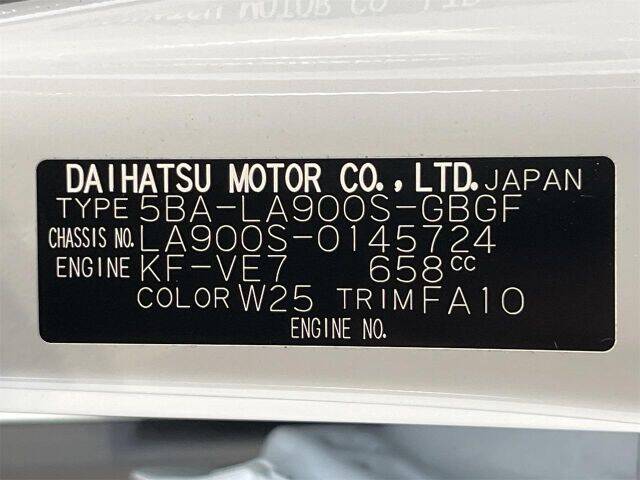 DAIHATSU MOTOR CO., LTD. JAPAN
TYPE 5BA-LA900S-GBGF
CHASSIS NO. LA900S-0145724
ENGINE KF-VE7 658cc
COLOR W25 TRIM FA10
ENGINE NO.